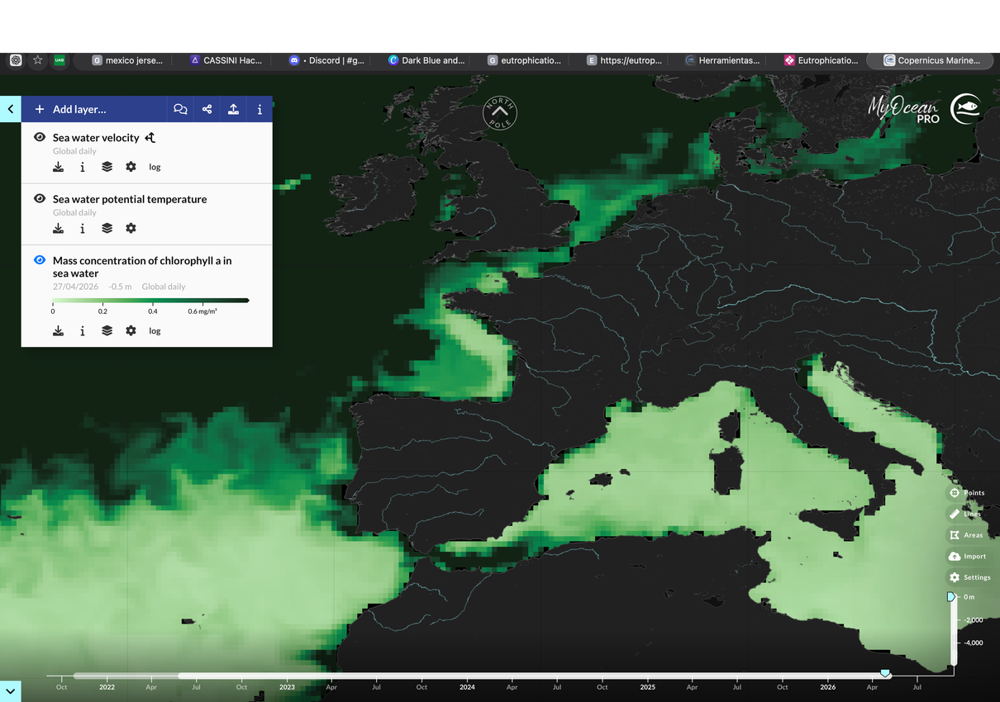 UAB
G mexico jerse...
CASSINI Hac...
• Discord | #g...
Dark Blue and...
G eutrophicatio...
E https://eutrop...
Herramientas...
Eutrophicatio...
Copernicus Marine...
+ Add layer...
i
NORTH
POLE
MyOcean
PRO
Sea water velocity
Global daily
i log
Sea water potential temperature
Global daily
i
Mass concentration of chlorophyll a in
sea water
27/04/2026 -0.5 m Global daily
0 0.2 0.4 0.6 mg/m³
i log
Points
Lines
Areas
Import
Settings
0 m
-2,000
-4,000
Oct 2022 Apr Jul Oct 2023 Apr Jul Oct 2024 Apr Jul Oct 2025 Apr Jul Oct 2026 Apr Jul